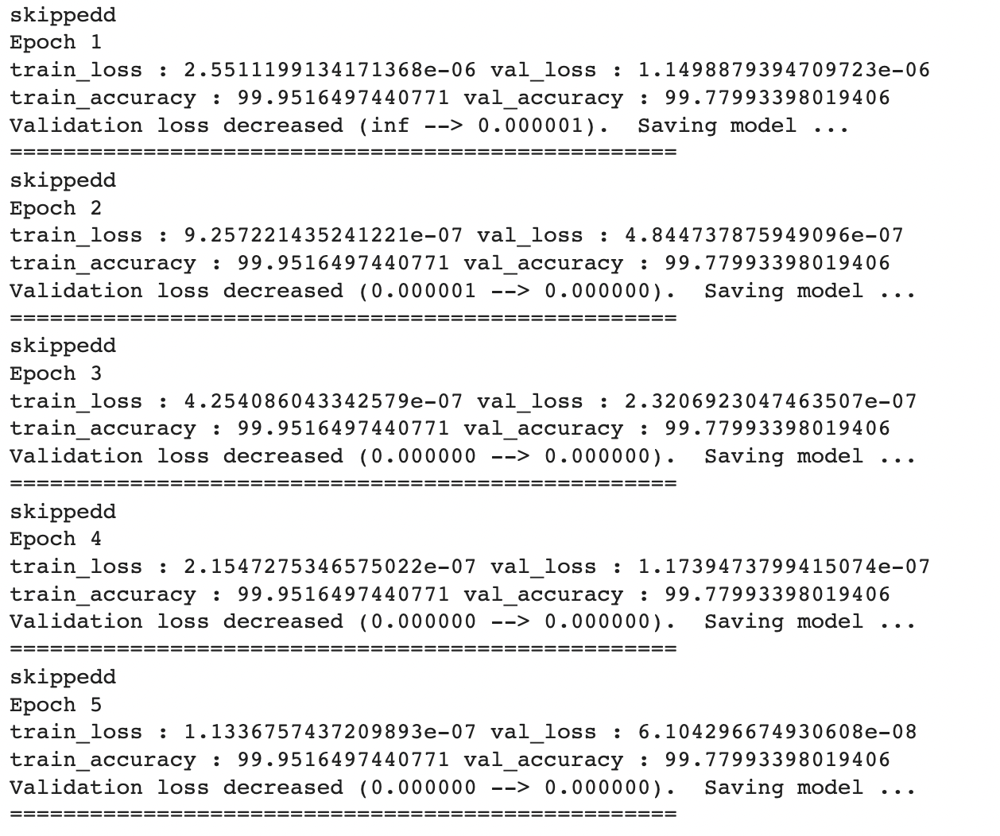 skippedd
Epoch 1
train_loss : 2.5511199134171368e-06 val_loss : 1.1498879394709723e-06
train_accuracy : 99.9516497440771 val_accuracy : 99.77993398019406
Validation loss decreased (inf --> 0.000001).  Saving model ...
==================================================
skippedd
Epoch 2
train_loss : 9.257221435241221e-07 val_loss : 4.844737875949096e-07
train_accuracy : 99.9516497440771 val_accuracy : 99.77993398019406
Validation loss decreased (0.000001 --> 0.000000).  Saving model ...
==================================================
skippedd
Epoch 3
train_loss : 4.254086043342579e-07 val_loss : 2.3206923047463507e-07
train_accuracy : 99.9516497440771 val_accuracy : 99.77993398019406
Validation loss decreased (0.000000 --> 0.000000).  Saving model ...
==================================================
skippedd
Epoch 4
train_loss : 2.1547275346575022e-07 val_loss : 1.1739473799415074e-07
train_accuracy : 99.9516497440771 val_accuracy : 99.77993398019406
Validation loss decreased (0.000000 --> 0.000000).  Saving model ...
==================================================
skippedd
Epoch 5
train_loss : 1.1336757437209893e-07 val_loss : 6.104296674930608e-08
train_accuracy : 99.9516497440771 val_accuracy : 99.77993398019406
Validation loss decreased (0.000000 --> 0.000000).  Saving model ...
==================================================